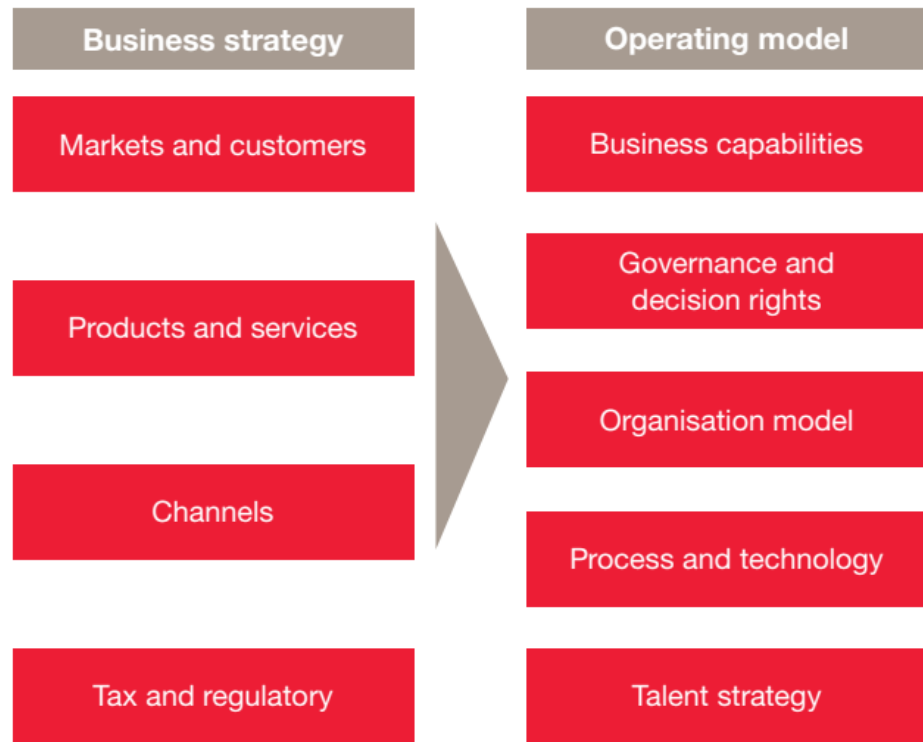 Business strategy
Markets and customers
Products and services
Channels
Tax and regulatory
Operating model
Business capabilities
Governance and
decision rights
Organisation model
Process and technology
Talent strategy